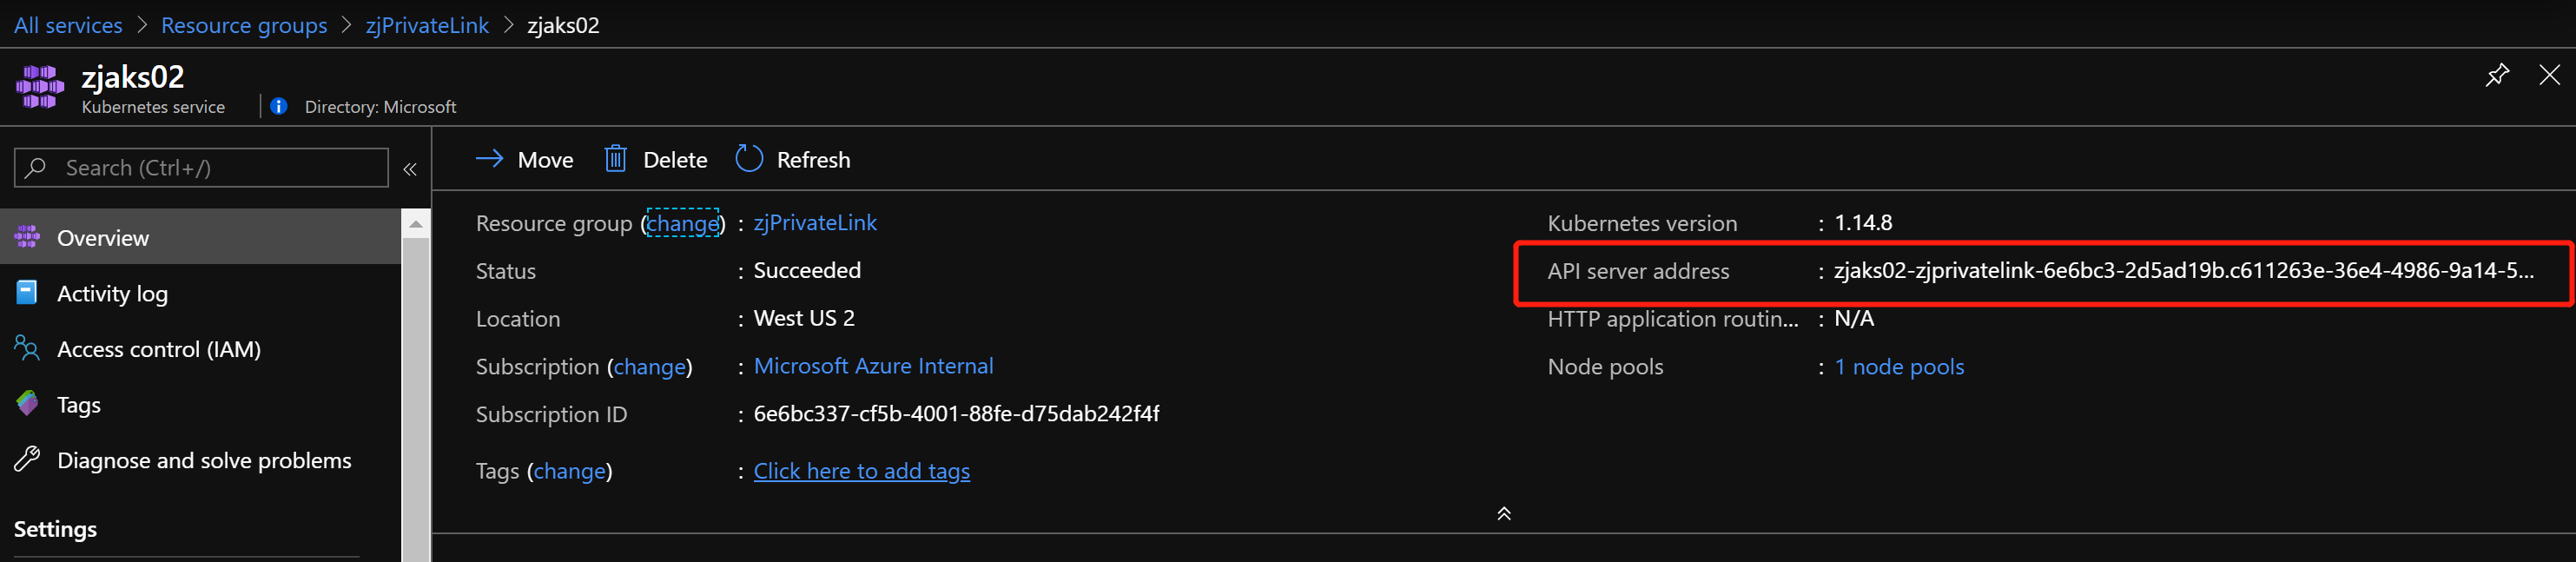 All services > Resource groups > zjPrivateLink > zjaks02
zjaks02
Kubernetes service | Directory: Microsoft
Search (Ctrl+/) «
Overview
Activity log
Access control (IAM)
Tags
Diagnose and solve problems
Settings
Move Delete Refresh
Resource group (change) : zjPrivateLink
Status : Succeeded
Location : West US 2
Subscription (change) : Microsoft Azure Internal
Subscription ID : 6e6bc337-cf5b-4001-88fe-d75dab242f4f
Tags (change) : Click here to add tags
Kubernetes version : 1.14.8
API server address : zjaks02-zjprivatelink-6e6bc3-2d5ad19b.c611263e-36e4-4986-9a14-5...
HTTP application routin... : N/A
Node pools : 1 node pools